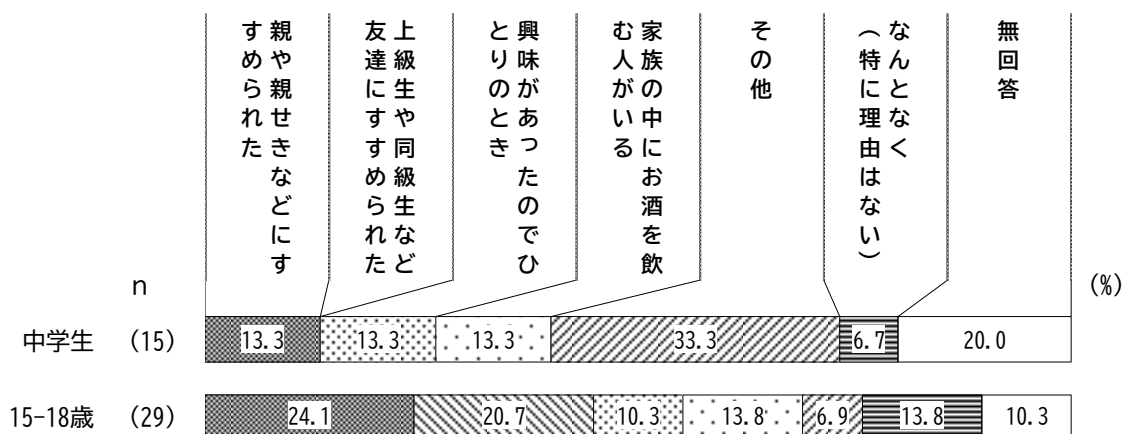 親や親せきなどにす
すめられた
上級生や同級生など
友達にすすめられた
興味があったのでひ
とりのとき
家族の中にお酒を飲
む人がいる
その他
なんとなく
（特に理由はない）
無回答
n
(%)
中学生 (15) 13.3 13.3 13.3 33.3 6.7 20.0
15-18歳 (29) 24.1 20.7 10.3 13.8 6.9 13.8 10.3